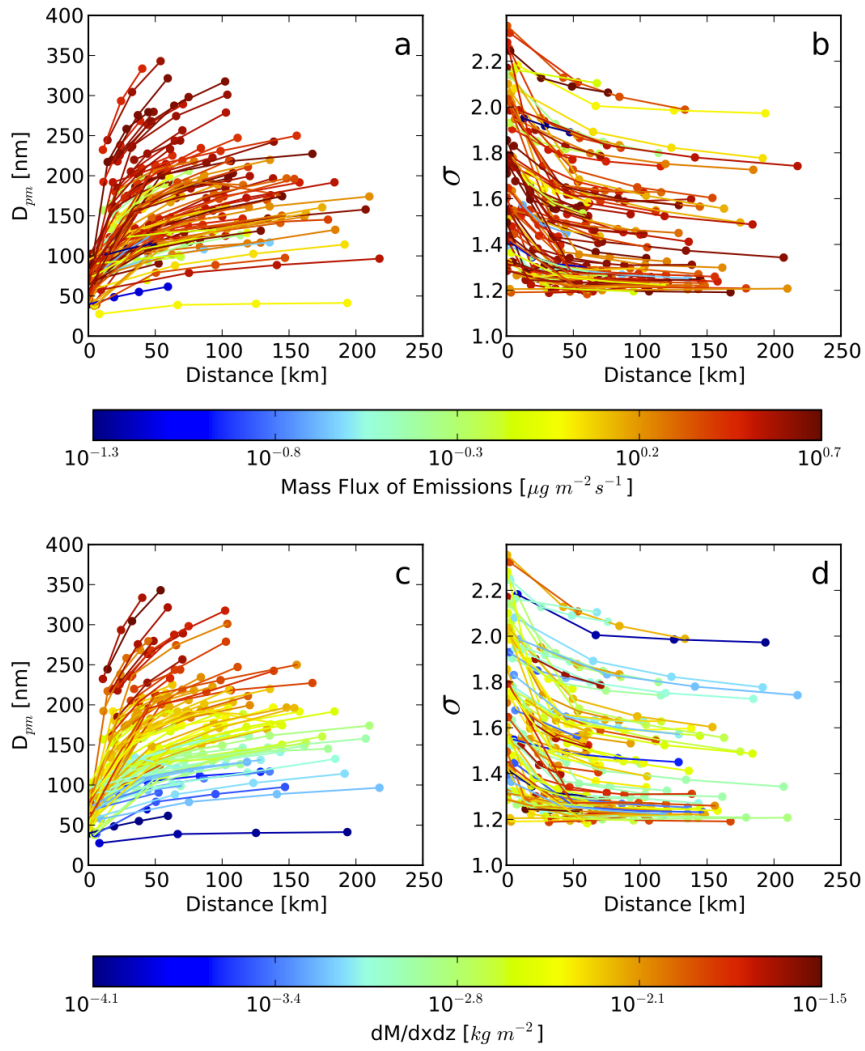 a
400
350
300
250
200
150
100
50
0
D_{pm} [nm]
0 50 100 150 200 250
Distance [km]
b
2.2
2.0
1.8
1.6
1.4
1.2
1.0
σ
0 50 100 150 200 250
Distance [km]
10^{-1.3} 10^{-0.8} 10^{-0.3} 10^{0.2} 10^{0.7}
Mass Flux of Emissions [μg m^{-2} s^{-1}]
c
400
350
300
250
200
150
100
50
0
D_{pm} [nm]
0 50 100 150 200 250
Distance [km]
d
2.2
2.0
1.8
1.6
1.4
1.2
1.0
σ
0 50 100 150 200 250
Distance [km]
10^{-4.1} 10^{-3.4} 10^{-2.8} 10^{-2.1} 10^{-1.5}
dM/dxdz [kg m^{-2}]